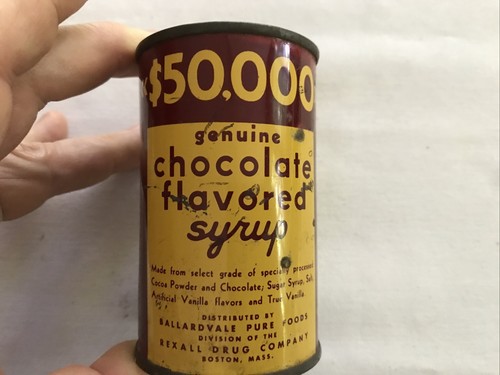 $50,000
genuine
chocolate
flavored
syrup
Made from select grade of specially processed
Cocoa Powder and Chocolate; Sugar Syrup, Salt,
Artificial Vanilla flavors and True Vanilla.
DISTRIBUTED BY
BALLARDVALE PURE FOODS
DIVISION OF THE
REXALL DRUG COMPANY
BOSTON, MASS.